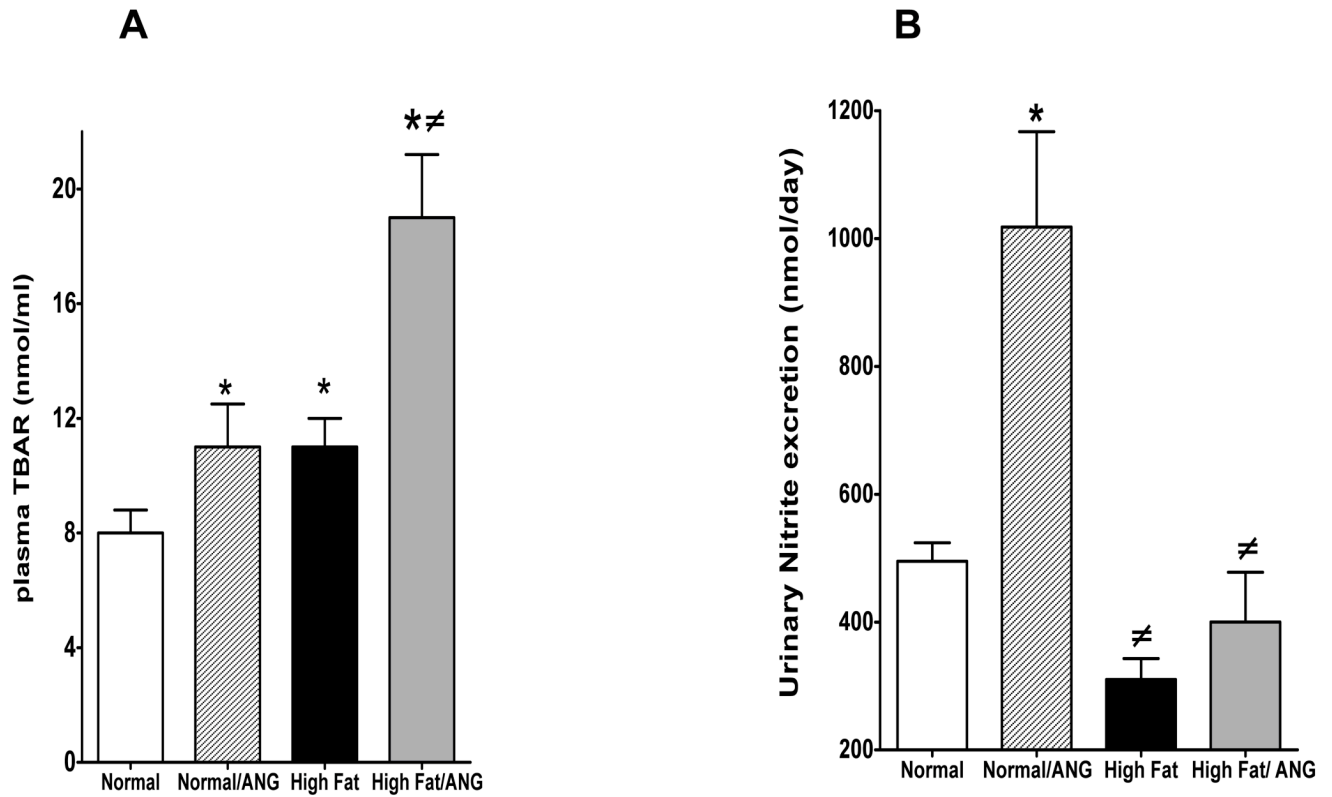 A
B
plasma TBAR (nmol/ml)
20
16
12
8
4
0
*
*
*≠
Normal
Normal/ANG
High Fat
High Fat/ANG
Urinary Nitrite excretion (nmol/day)
1200
1000
800
600
400
200
*
≠
≠
Normal
Normal/ANG
High Fat
High Fat/ ANG